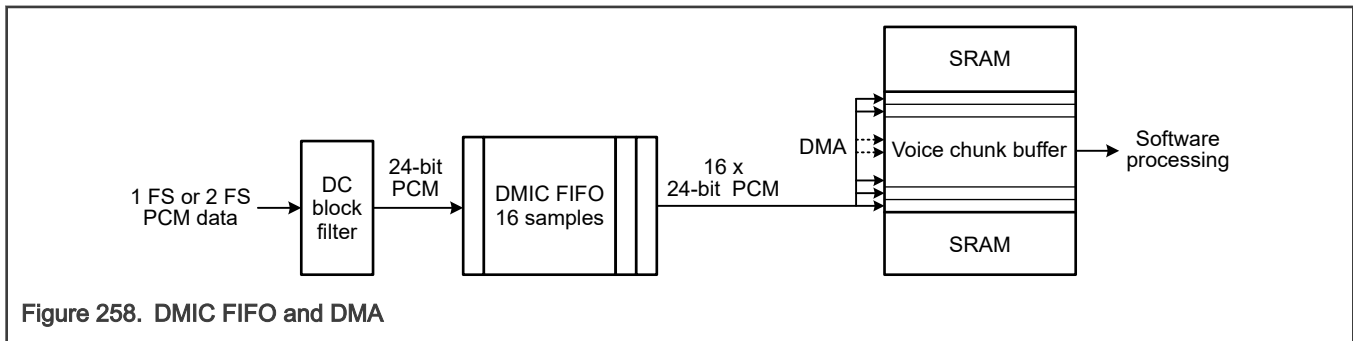 1 FS or 2 FS
PCM data
DC
block
filter
24-bit
PCM
DMIC FIFO
16 samples
16 x
24-bit PCM
DMA
SRAM
Voice chunk buffer
SRAM
Software
processing
Figure 258. DMIC FIFO and DMA